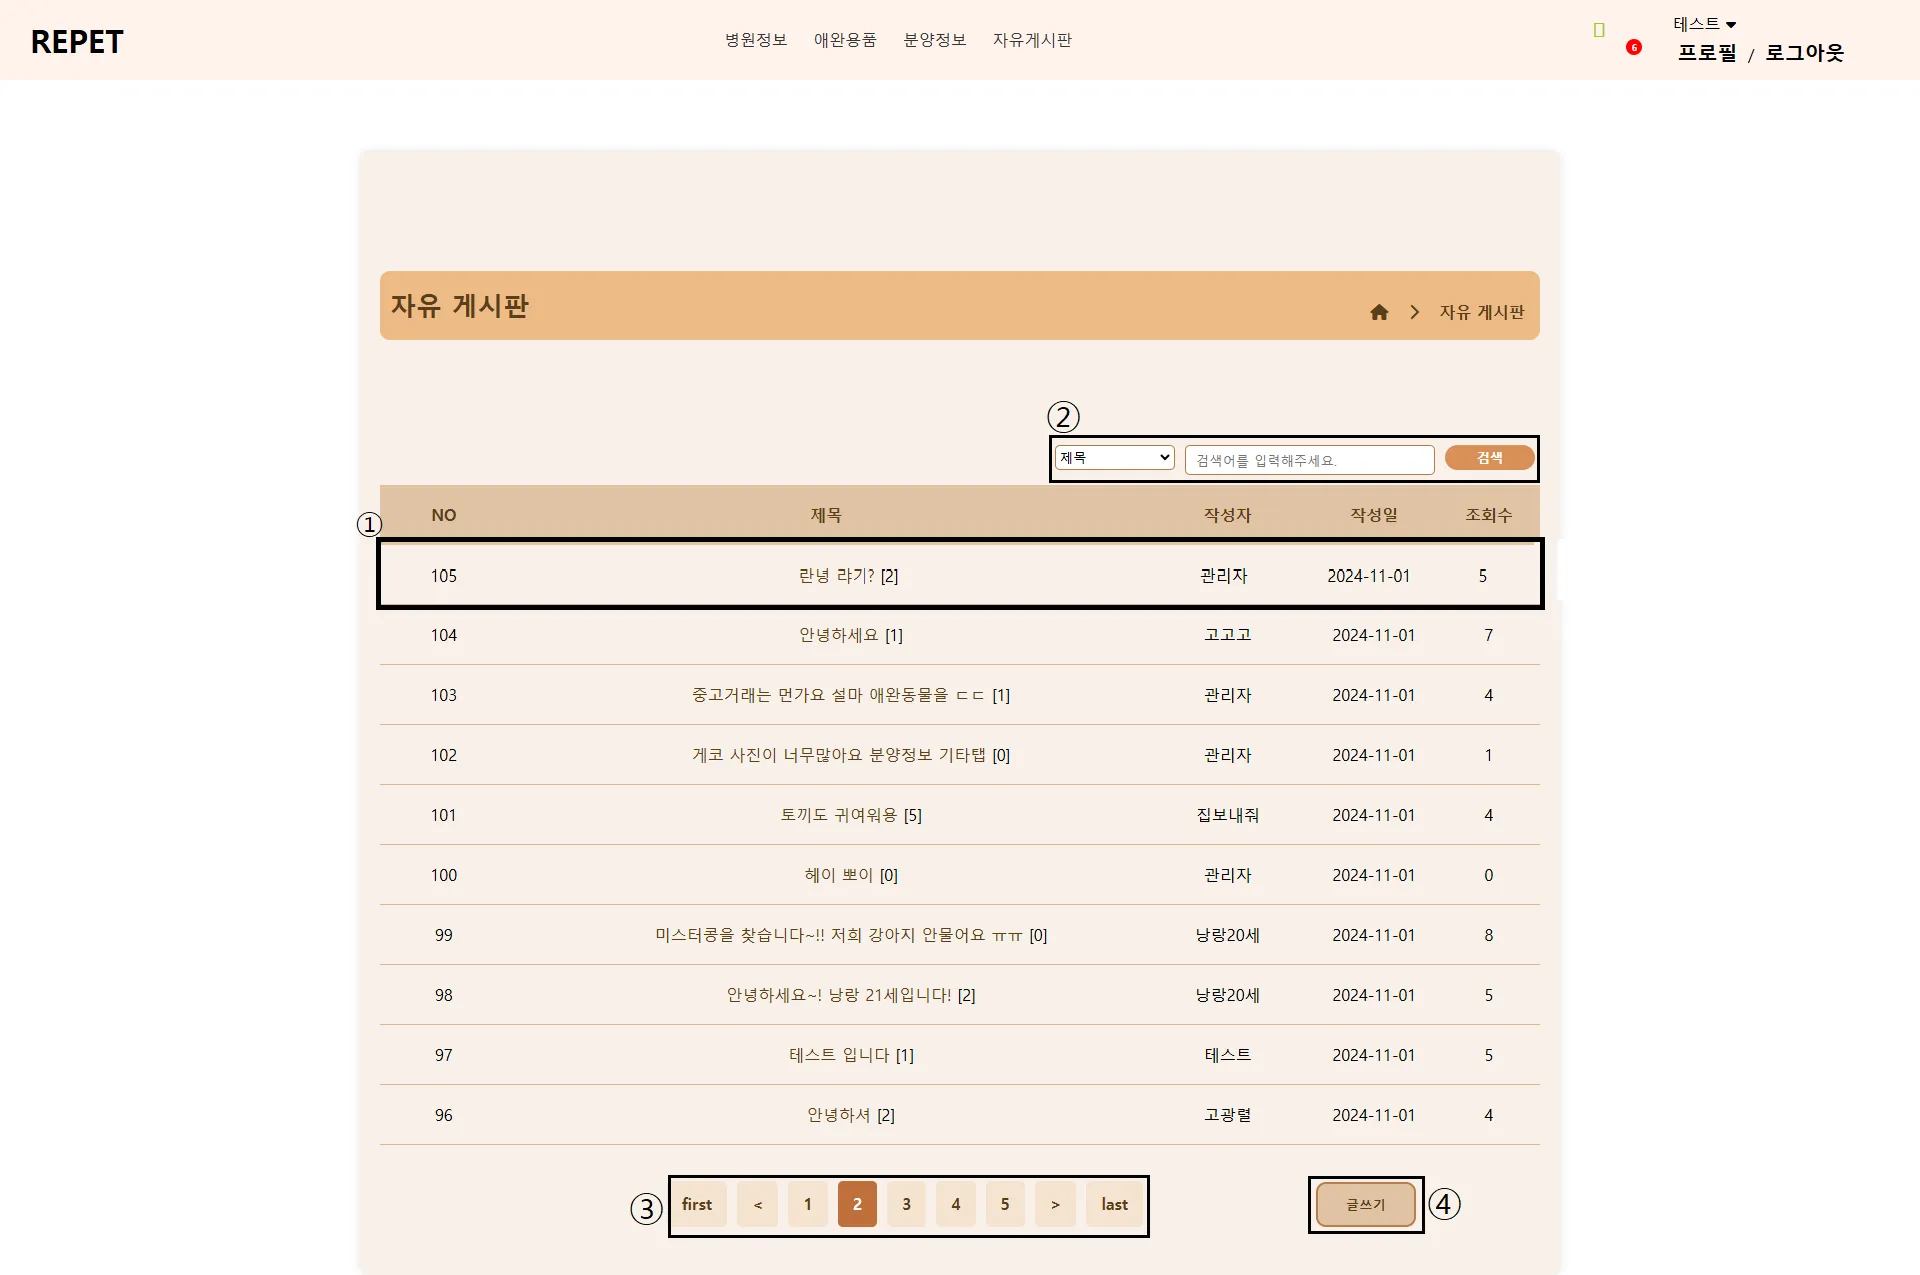 REPET
병원정보 애완용품 분양정보 자유게시판
6
테스트
프로필 / 로그아웃
자유 게시판
자유 게시판
②
제목 검색어를 입력해주세요. 검색
①
NO 제목 작성자 작성일 조회수
105 란녕 랴기? [2] 관리자 2024-11-01 5
104 안녕하세요 [1] 고고고 2024-11-01 7
103 중고거래는 먼가요 설마 애완동물을 ㄷㄷ [1] 관리자 2024-11-01 4
102 게코 사진이 너무많아요 분양정보 기타탭 [0] 관리자 2024-11-01 1
101 토끼도 귀여워용 [5] 집보내줘 2024-11-01 4
100 헤이 뽀이 [0] 관리자 2024-11-01 0
99 미스터콩을 찾습니다~!! 저희 강아지 안물어요 ㅠㅠ [0] 낭랑20세 2024-11-01 8
98 안녕하세요~! 낭랑 21세입니다! [2] 낭랑20세 2024-11-01 5
97 테스트 입니다 [1] 테스트 2024-11-01 5
96 안녕하셔 [2] 고광렬 2024-11-01 4
③ first < 1 2 3 4 5 > last 글쓰기 ④